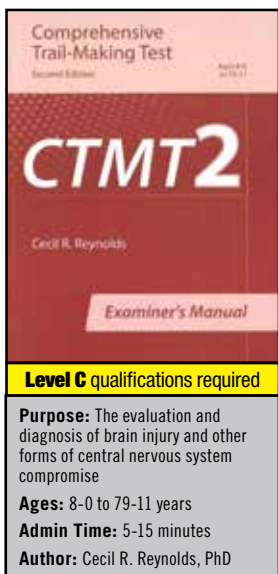 Comprehensive
Trail-Making Test
Second Edition
CTMT2
Cecil R. Reynolds
Examiner's Manual
Level C qualifications required
Purpose: The evaluation and
diagnosis of brain injury and other
forms of central nervous system
compromise
Ages: 8-0 to 79-11 years
Admin Time: 5-15 minutes
Author: Cecil R. Reynolds, PhD